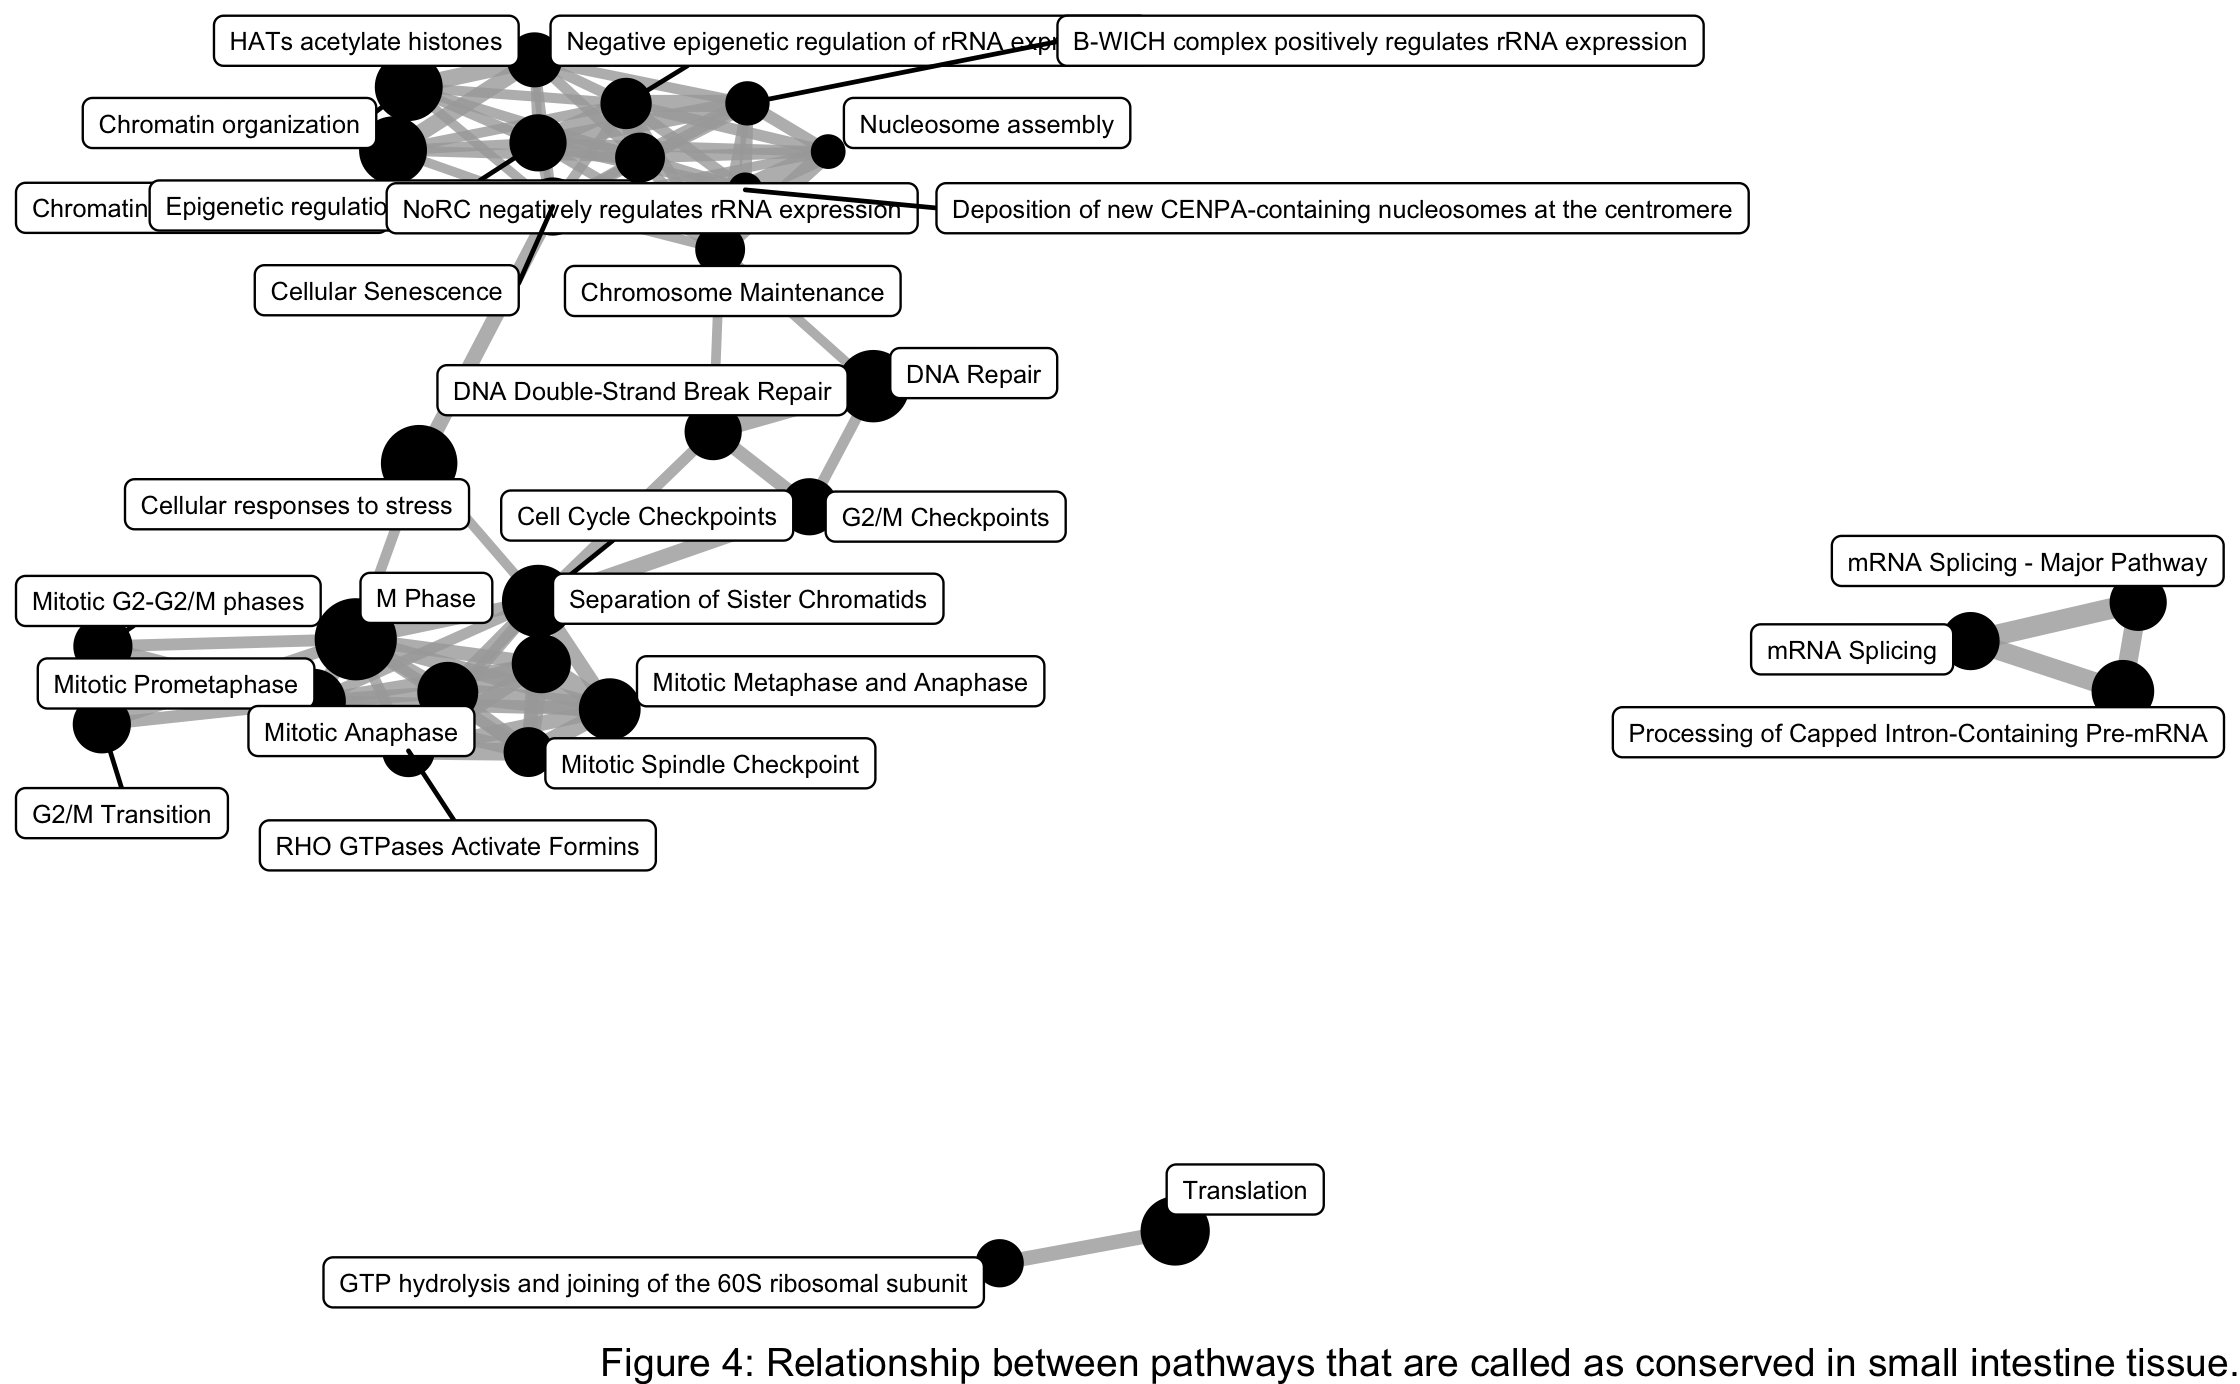 HATs acetylate histones
Negative epigenetic regulation of rRNA
B-WICH complex positively regulates rRNA expression
Chromatin organization
Nucleosome assembly
Chromatin
Epigenetic
NoRC negatively regulates rRNA expression
Deposition of new CENPA-containing nucleosomes at the centromere
Cellular Senescence
Chromosome Maintenance
DNA Double-Strand Break Repair
DNA Repair
Cellular responses to stress
Cell Cycle Checkpoints
G2/M Checkpoints
mRNA Splicing - Major Pathway
Mitotic G2-G2/M phases
M Phase
Separation of Sister Chromatids
mRNA Splicing
Mitotic Prometaphase
Mitotic Metaphase and Anaphase
Mitotic Anaphase
Processing of Capped Intron-Containing Pre-mRNA
Mitotic Spindle Checkpoint
G2/M Transition
RHO GTPases Activate Formins
Translation
GTP hydrolysis and joining of the 60S ribosomal subunit
Figure 4: Relationship between pathways that are called as conserved in small intestine tissue.